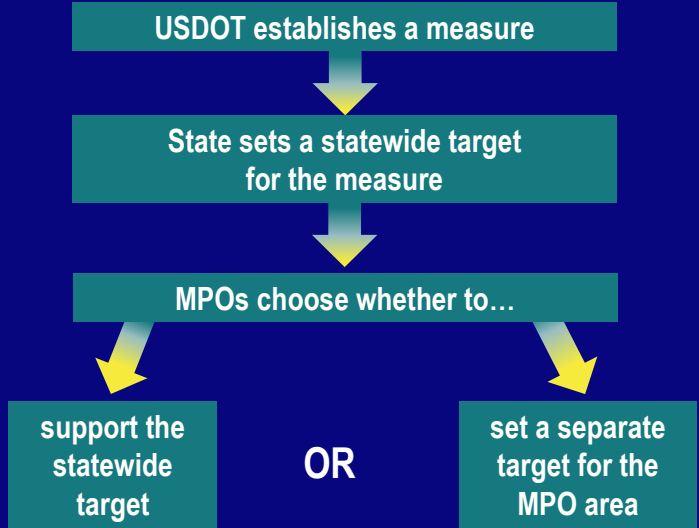 USDOT establishes a measure
State sets a statewide target
for the measure
MPOs choose whether to…
support the
statewide
target
OR
set a separate
target for the
MPO area